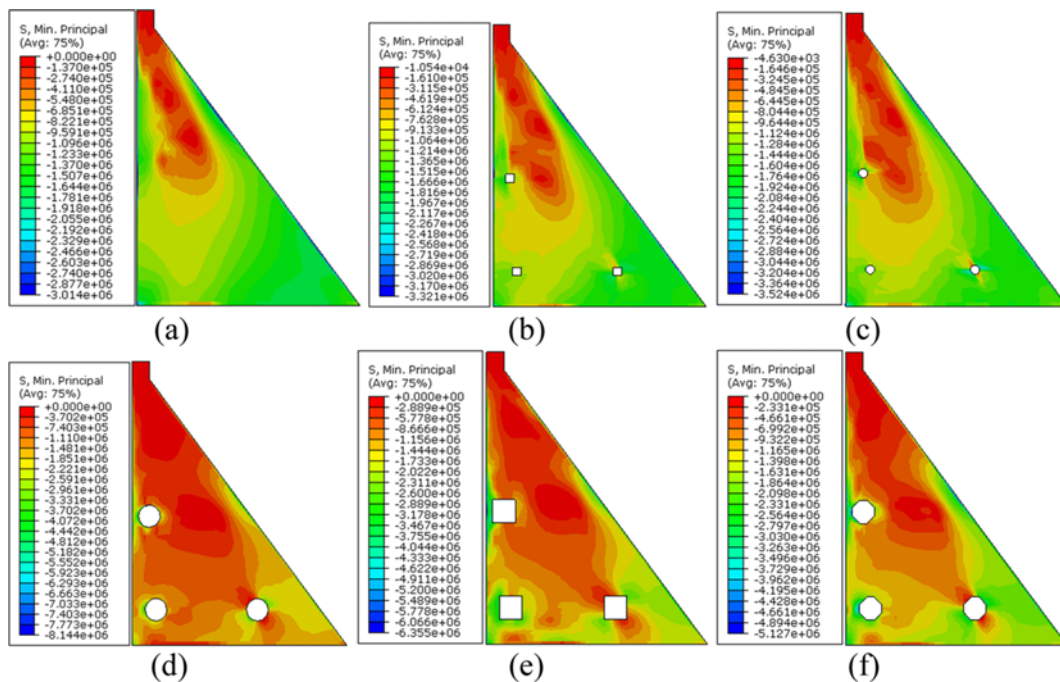 S, Min. Principal
(Avg: 75%)
+0.000e+00
-1.370e+05
-2.740e+05
-4.110e+05
-5.480e+05
-6.851e+05
-8.221e+05
-9.591e+05
-1.096e+06
-1.233e+06
-1.370e+06
-1.507e+06
-1.644e+06
-1.781e+06
-1.918e+06
-2.055e+06
-2.192e+06
-2.329e+06
-2.466e+06
-2.603e+06
-2.740e+06
-2.877e+06
-3.014e+06
(a)
S, Min. Principal
(Avg: 75%)
-1.054e+04
-1.610e+05
-3.115e+05
-4.619e+05
-6.124e+05
-7.628e+05
-9.133e+05
-1.064e+06
-1.214e+06
-1.365e+06
-1.515e+06
-1.666e+06
-1.816e+06
-1.967e+06
-2.117e+06
-2.267e+06
-2.418e+06
-2.568e+06
-2.719e+06
-2.869e+06
-3.020e+06
-3.170e+06
-3.321e+06
(b)
S, Min. Principal
(Avg: 75%)
-4.630e+03
-1.646e+05
-3.245e+05
-4.845e+05
-6.445e+05
-8.044e+05
-9.644e+05
-1.124e+06
-1.284e+06
-1.444e+06
-1.604e+06
-1.764e+06
-1.924e+06
-2.084e+06
-2.244e+06
-2.404e+06
-2.564e+06
-2.724e+06
-2.884e+06
-3.044e+06
-3.204e+06
-3.364e+06
-3.524e+06
(c)
S, Min. Principal
(Avg: 75%)
+0.000e+00
-3.702e+05
-7.403e+05
-1.110e+06
-1.481e+06
-1.851e+06
-2.221e+06
-2.591e+06
-2.961e+06
-3.331e+06
-3.702e+06
-4.072e+06
-4.442e+06
-4.812e+06
-5.182e+06
-5.552e+06
-5.923e+06
-6.293e+06
-6.663e+06
-7.033e+06
-7.403e+06
-7.773e+06
-8.144e+06
(d)
S, Min. Principal
(Avg: 75%)
+0.000e+00
-2.889e+05
-5.778e+05
-8.666e+05
-1.156e+06
-1.444e+06
-1.733e+06
-2.022e+06
-2.311e+06
-2.600e+06
-2.889e+06
-3.178e+06
-3.467e+06
-3.755e+06
-4.044e+06
-4.333e+06
-4.622e+06
-4.911e+06
-5.200e+06
-5.489e+06
-5.778e+06
-6.066e+06
-6.355e+06
(e)
S, Min. Principal
(Avg: 75%)
+0.000e+00
-2.331e+05
-4.661e+05
-6.992e+05
-9.322e+05
-1.165e+06
-1.398e+06
-1.631e+06
-1.864e+06
-2.098e+06
-2.331e+06
-2.564e+06
-2.797e+06
-3.030e+06
-3.263e+06
-3.496e+06
-3.729e+06
-3.962e+06
-4.195e+06
-4.428e+06
-4.661e+06
-4.894e+06
-5.127e+06
(f)